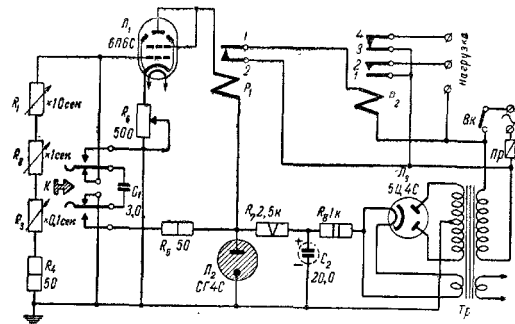 Л₁
6П6С
1
2
P₁
4
3
2
1
нагрузка
P₂
Вк
Пр
R₁
×10сек
R₂
×1сек
К
R₃
×0,1сек
R₄
50
R₆
500
C₁
3,0
R₅ 50
R₇ 2,5к
R₈ 1к
Л₂
СГ4С
+
-
C₂
20,0
Л₃
5Ц4С
Тр